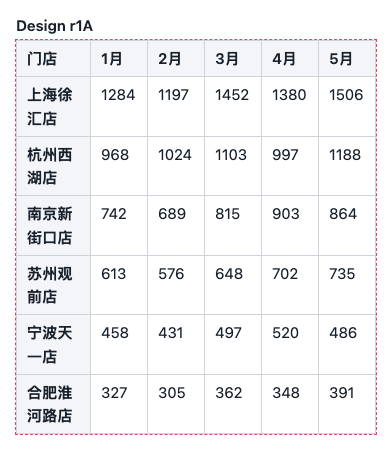 Design r1A
门店 1月 2月 3月 4月 5月
上海徐 1284 1197 1452 1380 1506
汇店
杭州西 968 1024 1103 997 1188
湖店
南京新 742 689 815 903 864
街口店
苏州观 613 576 648 702 735
前店
宁波天 458 431 497 520 486
一店
合肥淮 327 305 362 348 391
河路店